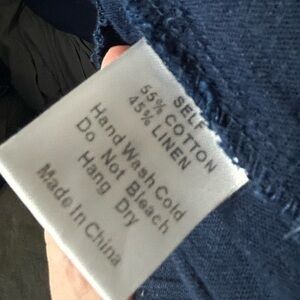 SELF
55% COTTON
45% LINEN
Hand Wash Cold
Do Not Bleach
Hang Dry
Made In China